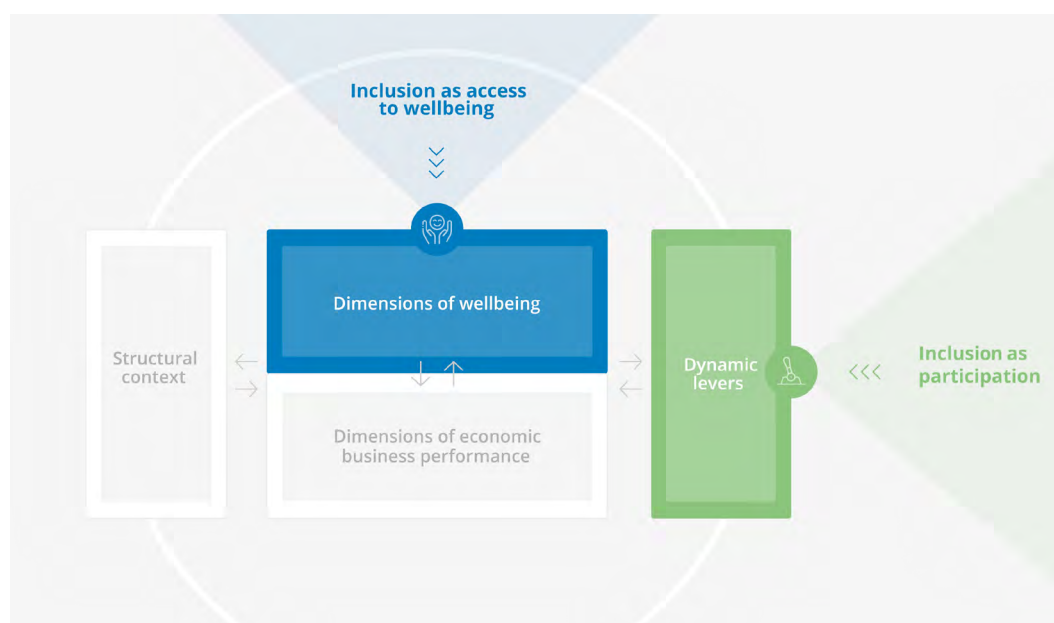 Inclusion as access
to wellbeing
Dimensions of wellbeing
Structural
context
Dynamic
levers
Inclusion as
participation
Dimensions of economic
business performance